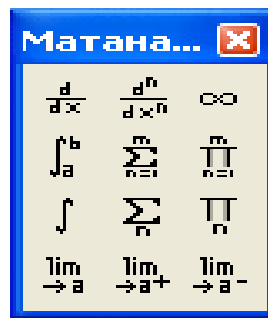 Матана...
d/dx dⁿ/dxⁿ ∞
∫ₐᵇ ∑ₙ₌₁ᵐ ∏ₙ₌₁ᵐ
∫ ∑ₙ ∏ₙ
lim→a lim→a+ lim→a-